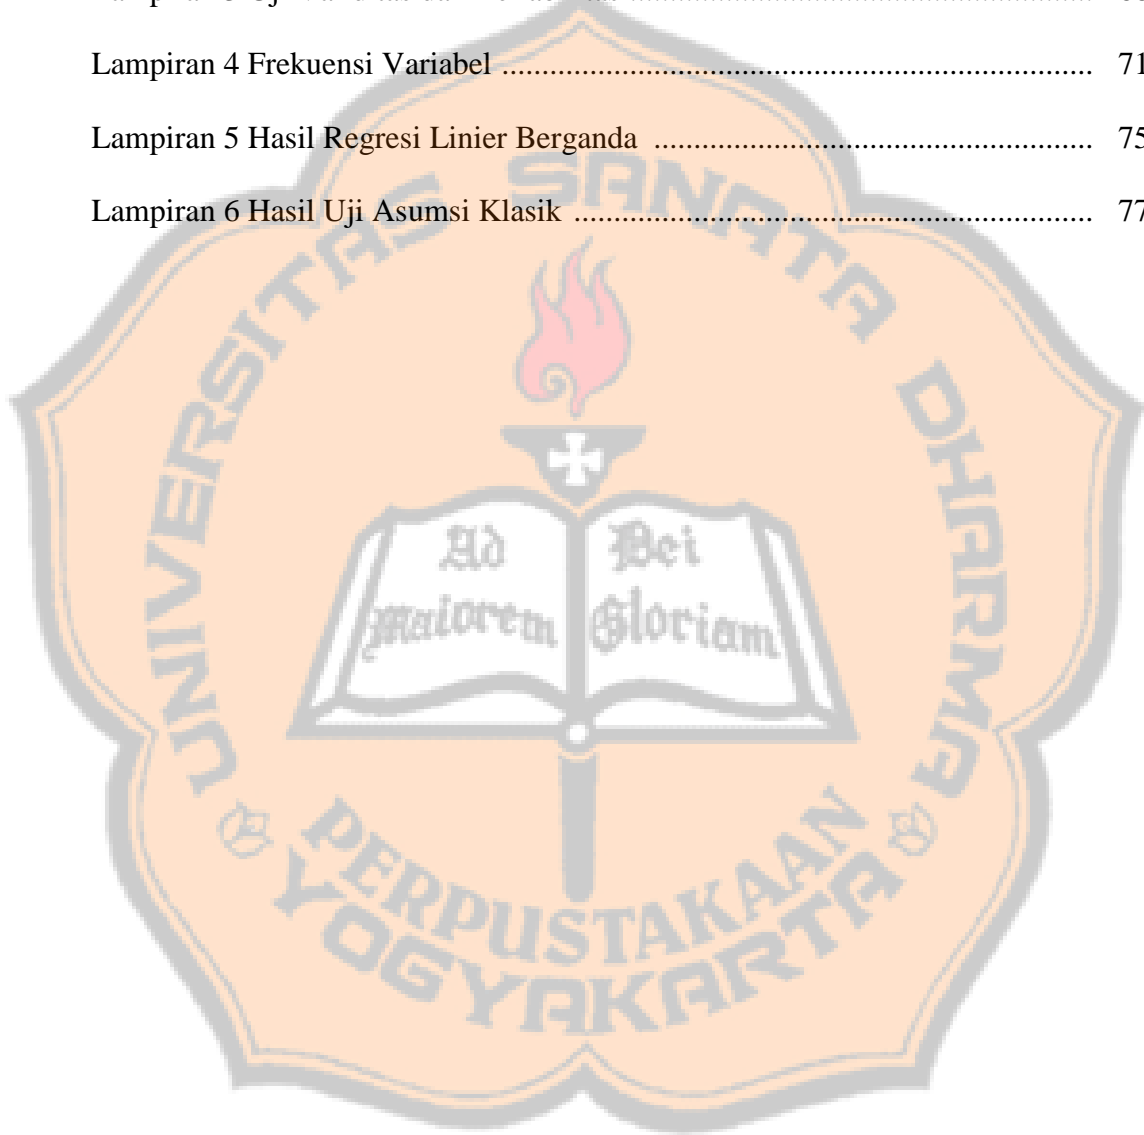 Lampiran 4 Frekuensi Variabel .......................................................................... 71
Lampiran 5 Hasil Regresi Linier Berganda ....................................................... 75
Lampiran 6 Hasil Uji Asumsi Klasik ................................................................. 77
UNIVERSITAS SANATA DHARMA
Ad Dei
Maiorem Gloriam
PERPUSTAKAAN
YOGYAKARTA